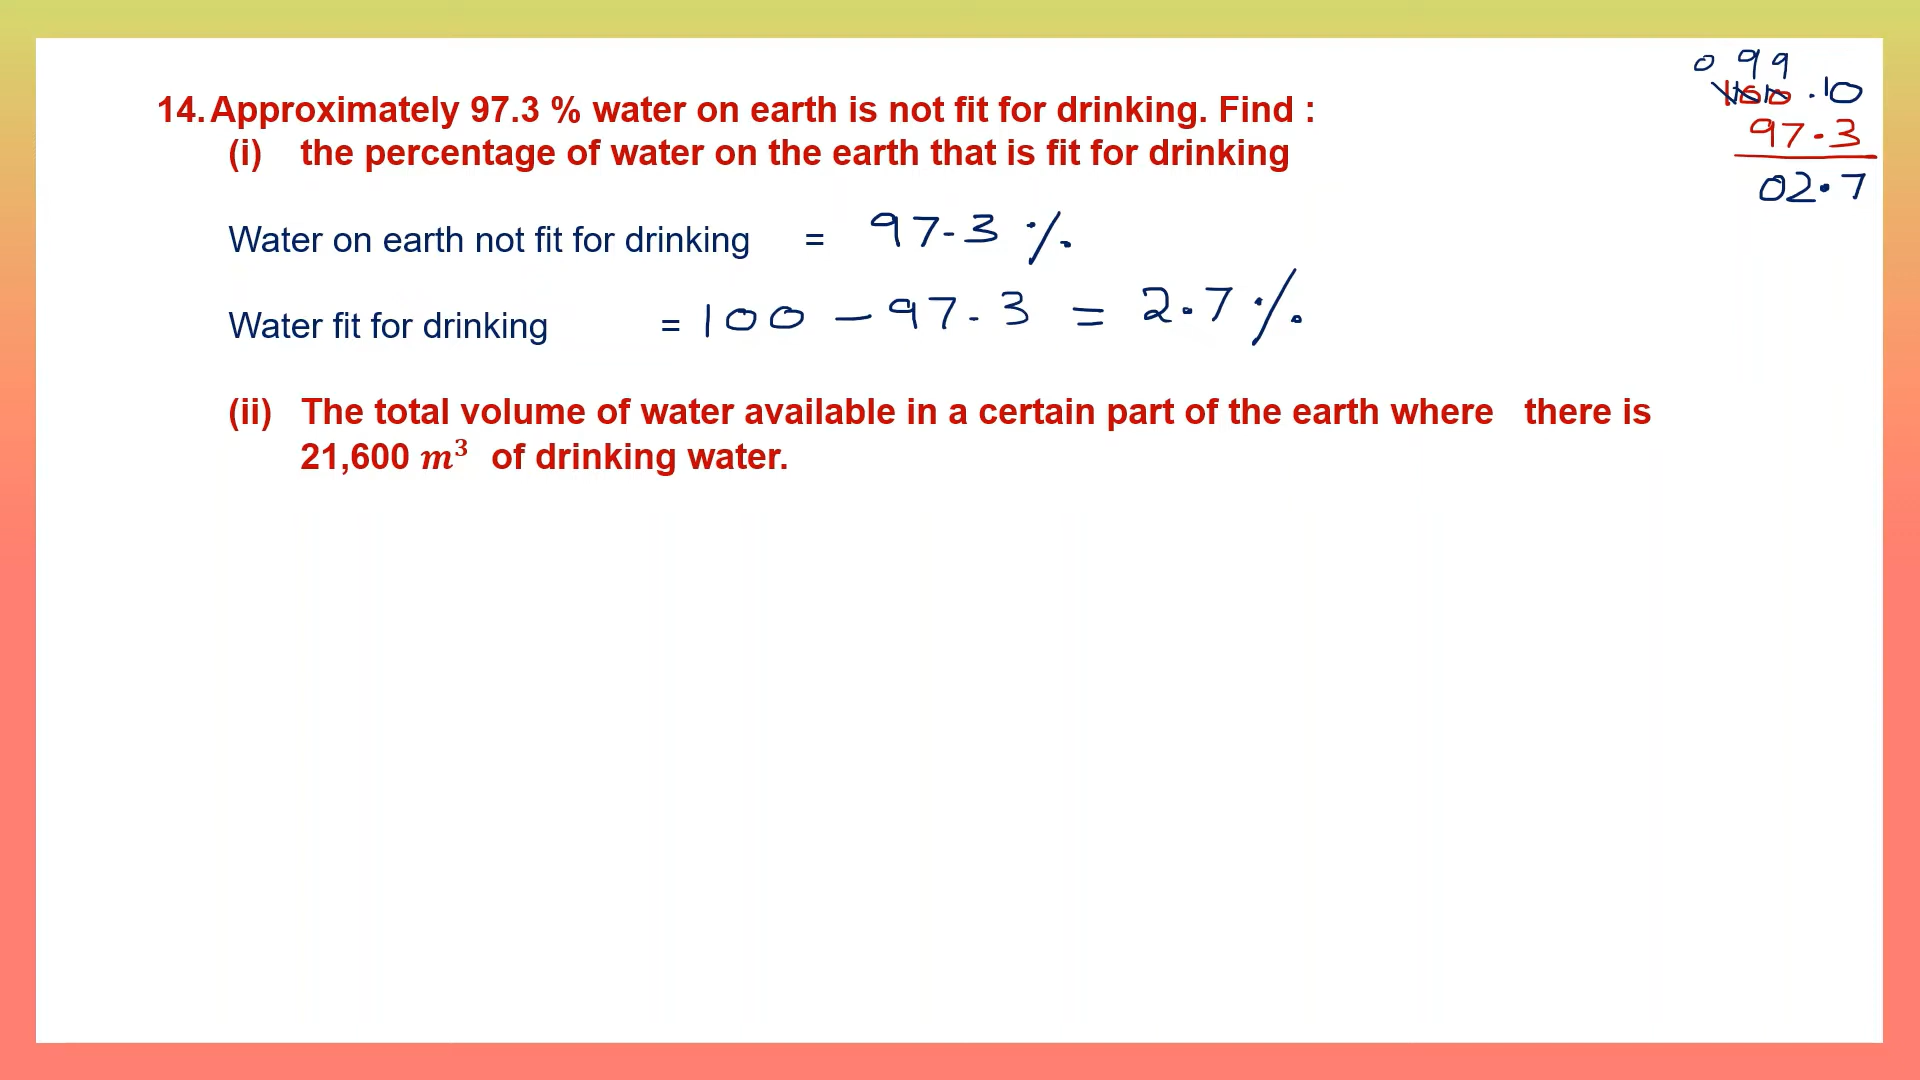 14. Approximately 97.3 % water on earth is not fit for drinking. Find :
(i) the percentage of water on the earth that is fit for drinking
Water on earth not fit for drinking = 97.3 %
Water fit for drinking = 100 - 97.3 = 2.7 %
(ii) The total volume of water available in a certain part of the earth where there is
21,600 m³ of drinking water.
0 99
100 .10
97.3
02.7